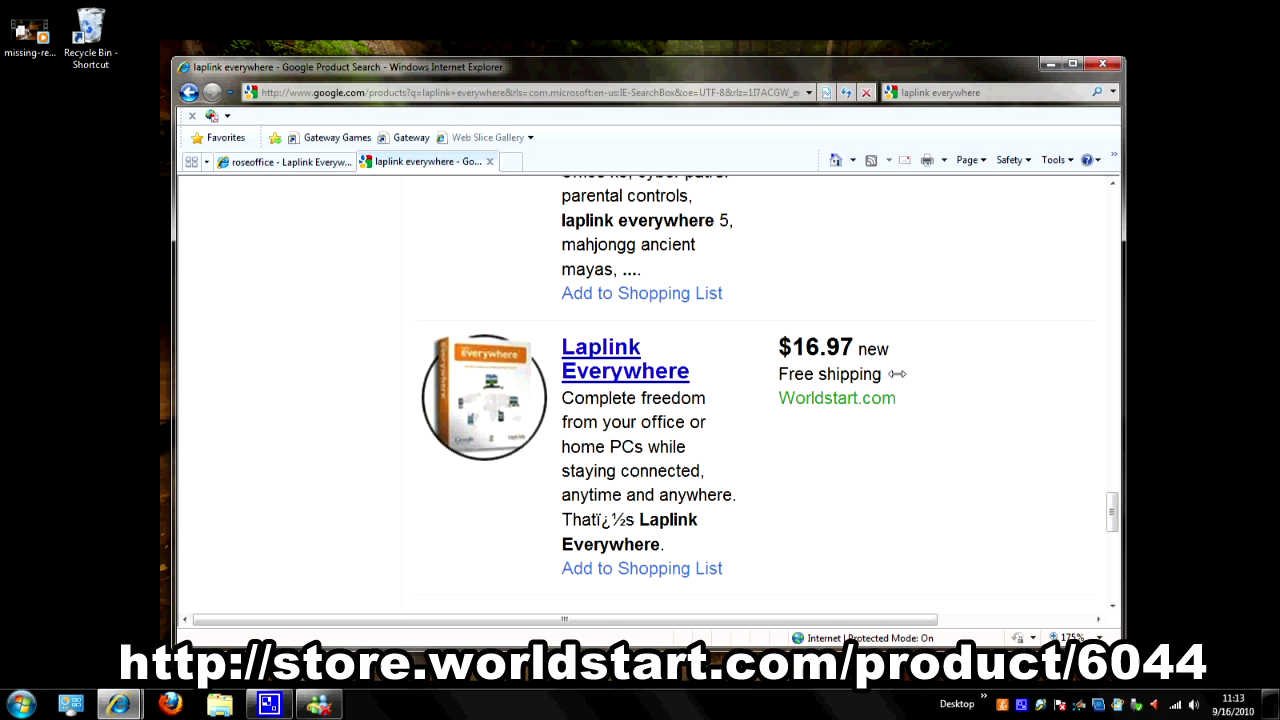 missing-re...
Recycle Bin -
Shortcut
laplink everywhere - Google Product Search - Windows Internet Explorer
http://www.google.com/products?q=laplink+everywhere&rls=com.microsoft:en-us:IE-SearchBox&oe=UTF-8&rlz=1I7ACGW_e
laplink everywhere
Favorites
Gateway Games
Gateway
Web Slice Gallery
roseoffice - Laplink Everyw...
laplink everywhere - Go...
Page
Safety
Tools
parental controls,
laplink everywhere 5,
mahjongg ancient
mayas, ....
Add to Shopping List
everywhere
Laplink
Everywhere
$16.97 new
Free shipping
Worldstart.com
Complete freedom
from your office or
home PCs while
staying connected,
anytime and anywhere.
Thatï¿½s Laplink
Everywhere.
Add to Shopping List
Internet | Protected Mode: On
175%
http://store.worldstart.com/product/6044
Desktop
11:13
9/16/2010